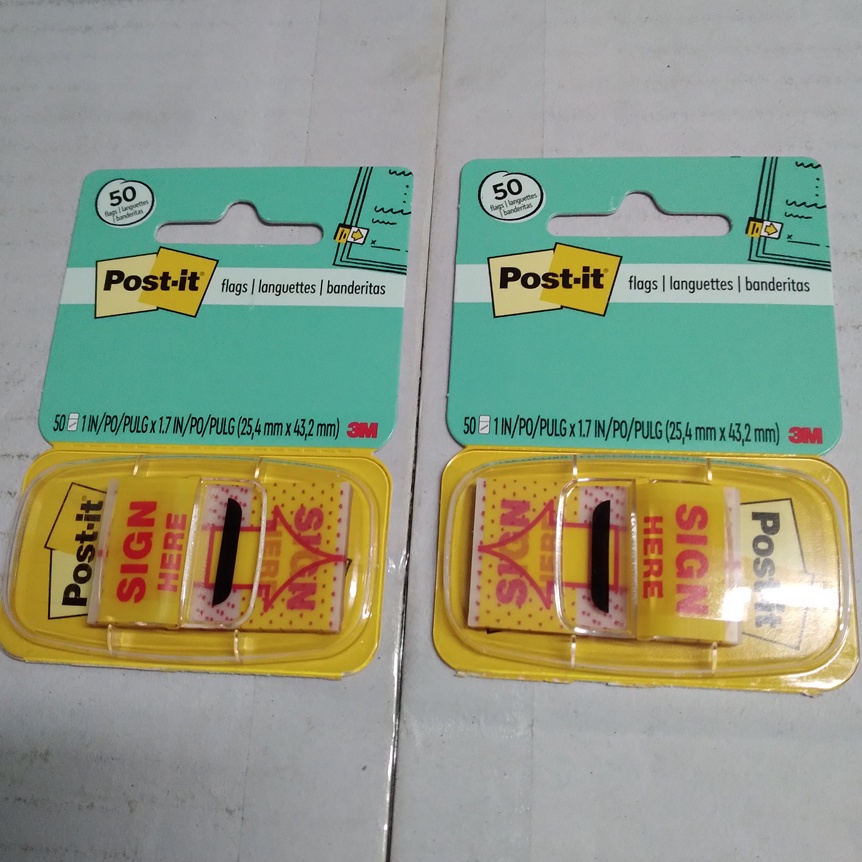 50
flags | languettes
banderitas
Post-it®
flags | languettes | banderitas
50 1 IN/PO/PULG x 1.7 IN/PO/PULG (25,4 mm x 43,2 mm) 3M
Post-it
SIGN
HERE
HERE
SIGN
50
flags | languettes
banderitas
Post-it®
flags | languettes | banderitas
50 1 IN/PO/PULG x 1.7 IN/PO/PULG (25,4 mm x 43,2 mm) 3M
SIGN
HERE
HERE
SIGN
Post-it